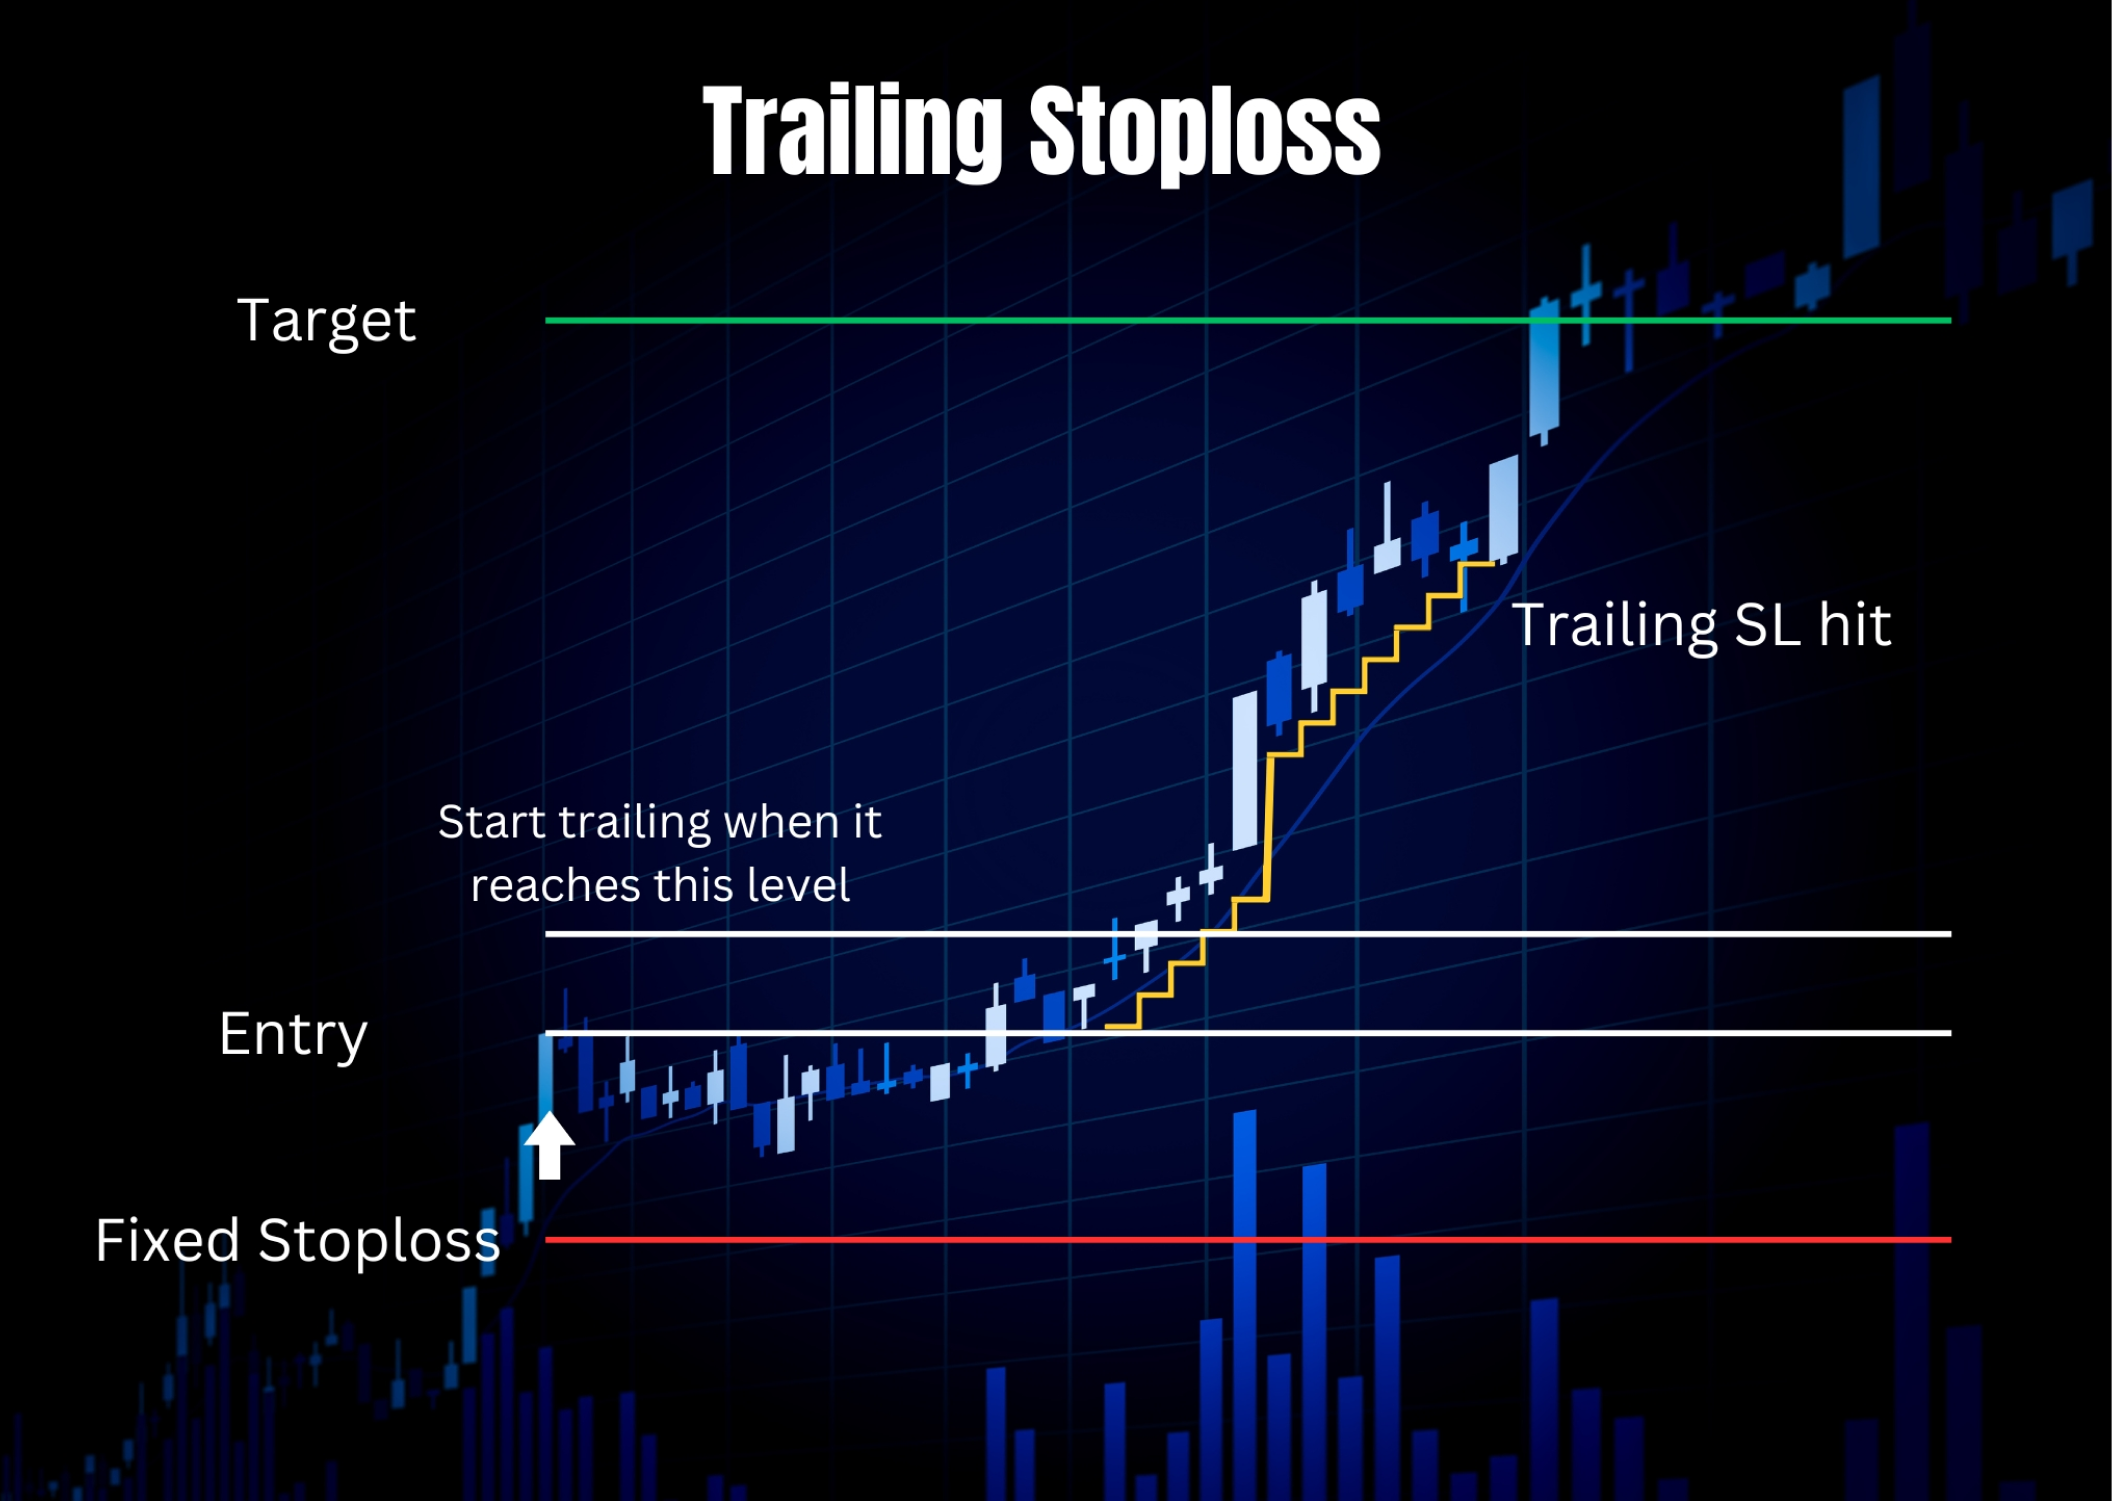 Trailing Stoploss
Target
Trailing SL hit
Start trailing when it
reaches this level
Entry
Fixed Stoploss